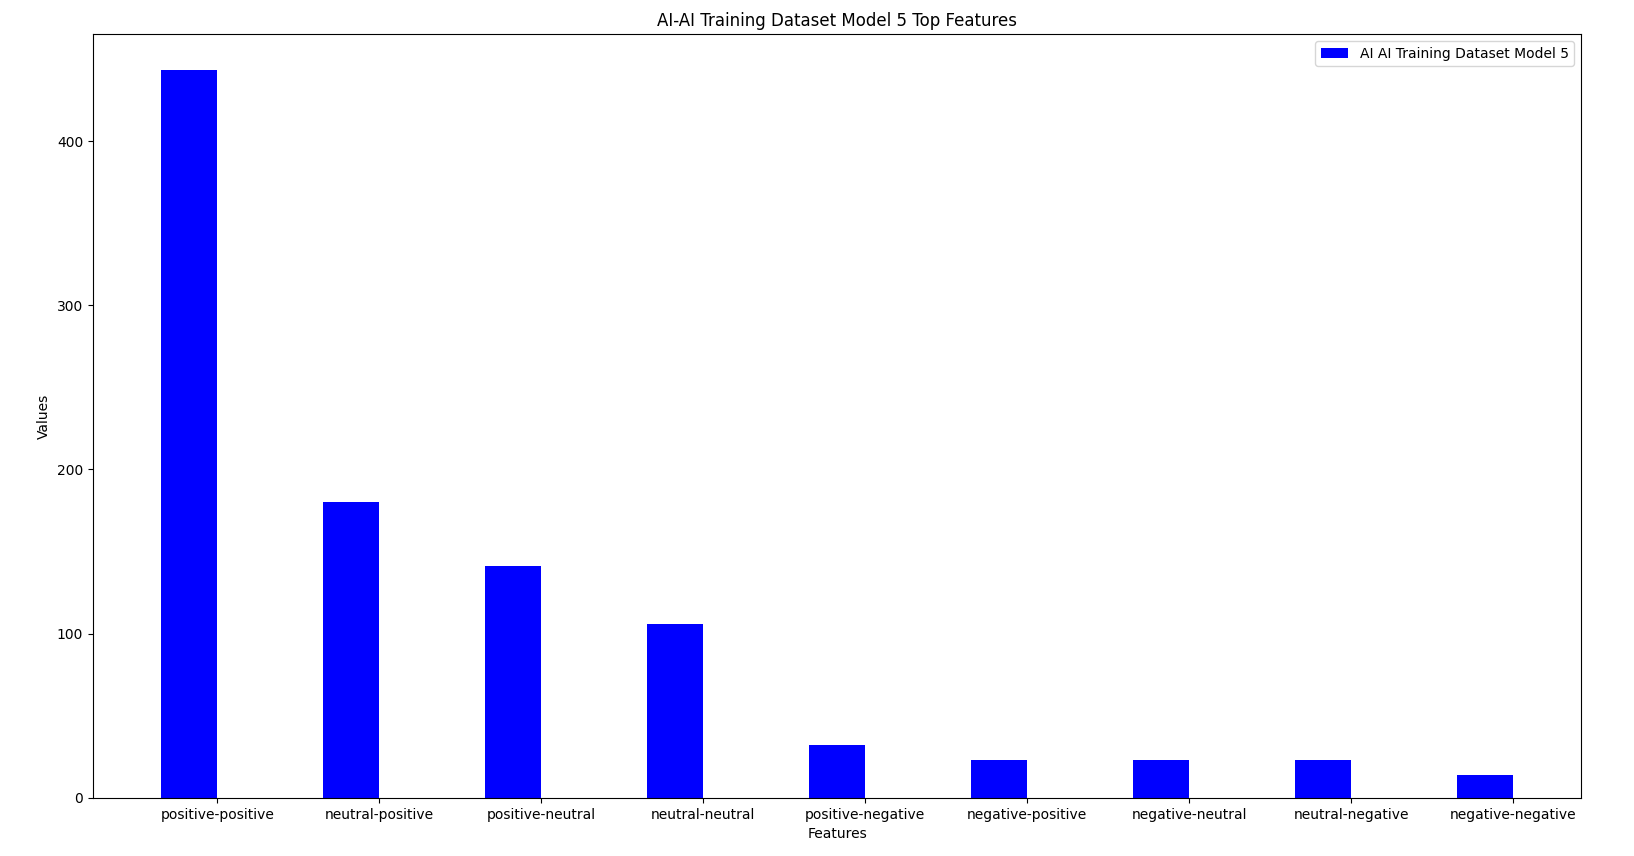 AI-AI Training Dataset Model 5 Top Features
AI AI Training Dataset Model 5
Values
400
300
200
100
0
positive-positive
neutral-positive
positive-neutral
neutral-neutral
positive-negative
negative-positive
negative-neutral
neutral-negative
negative-negative
Features